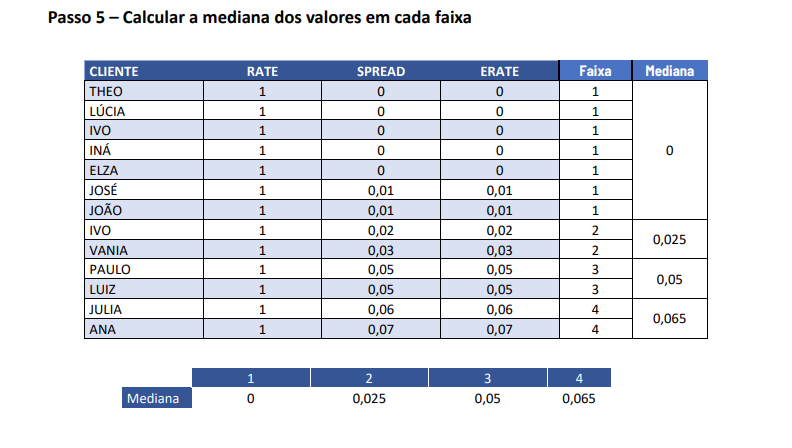 Passo 5 – Calcular a mediana dos valores em cada faixa
CLIENTE RATE SPREAD ERATE Faixa Mediana
THEO 1 0 0 1
LÚCIA 1 0 0 1
IVO 1 0 0 1
INÁ 1 0 0 1 0
ELZA 1 0 0 1
JOSÉ 1 0,01 0,01 1
JOÃO 1 0,01 0,01 1
IVO 1 0,02 0,02 2 0,025
VANIA 1 0,03 0,03 2
PAULO 1 0,05 0,05 3 0,05
LUIZ 1 0,05 0,05 3
JULIA 1 0,06 0,06 4 0,065
ANA 1 0,07 0,07 4
1 2 3 4
Mediana 0 0,025 0,05 0,065